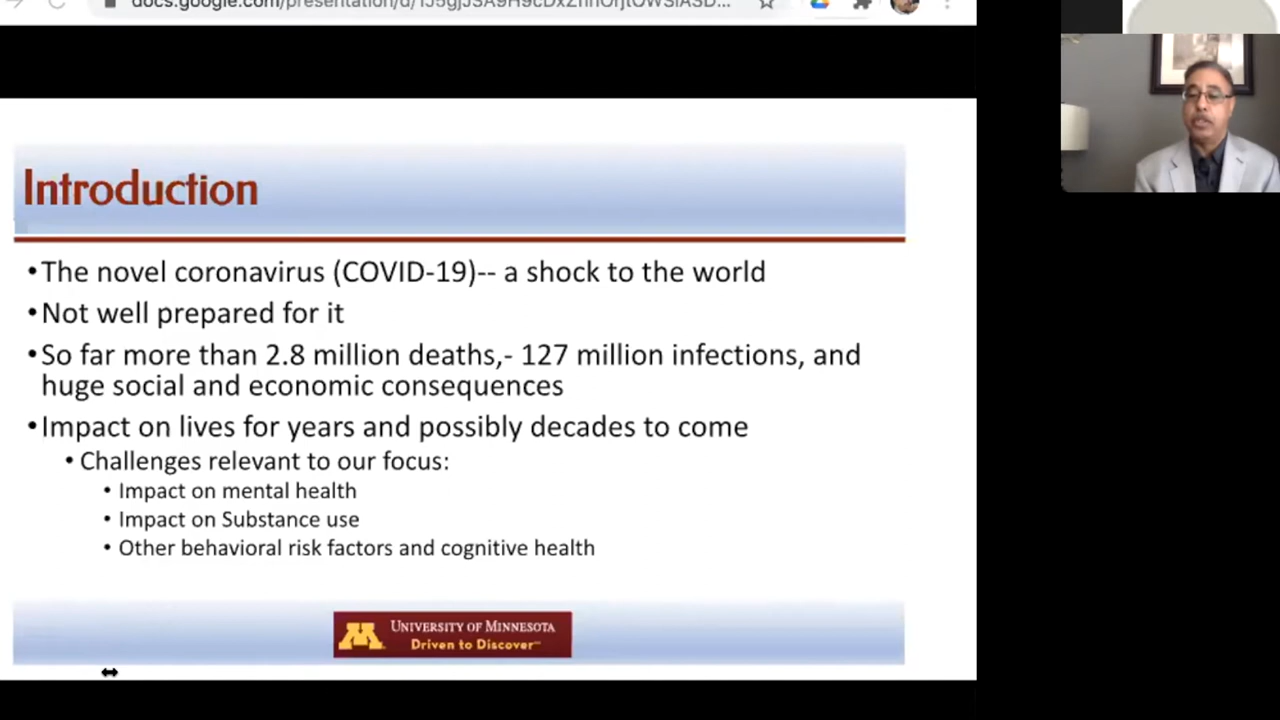 Introduction
•The novel coronavirus (COVID-19)-- a shock to the world
•Not well prepared for it
•So far more than 2.8 million deaths,- 127 million infections, and
huge social and economic consequences
•Impact on lives for years and possibly decades to come
• Challenges relevant to our focus:
• Impact on mental health
• Impact on Substance use
• Other behavioral risk factors and cognitive health
UNIVERSITY OF MINNESOTA
Driven to Discover℠